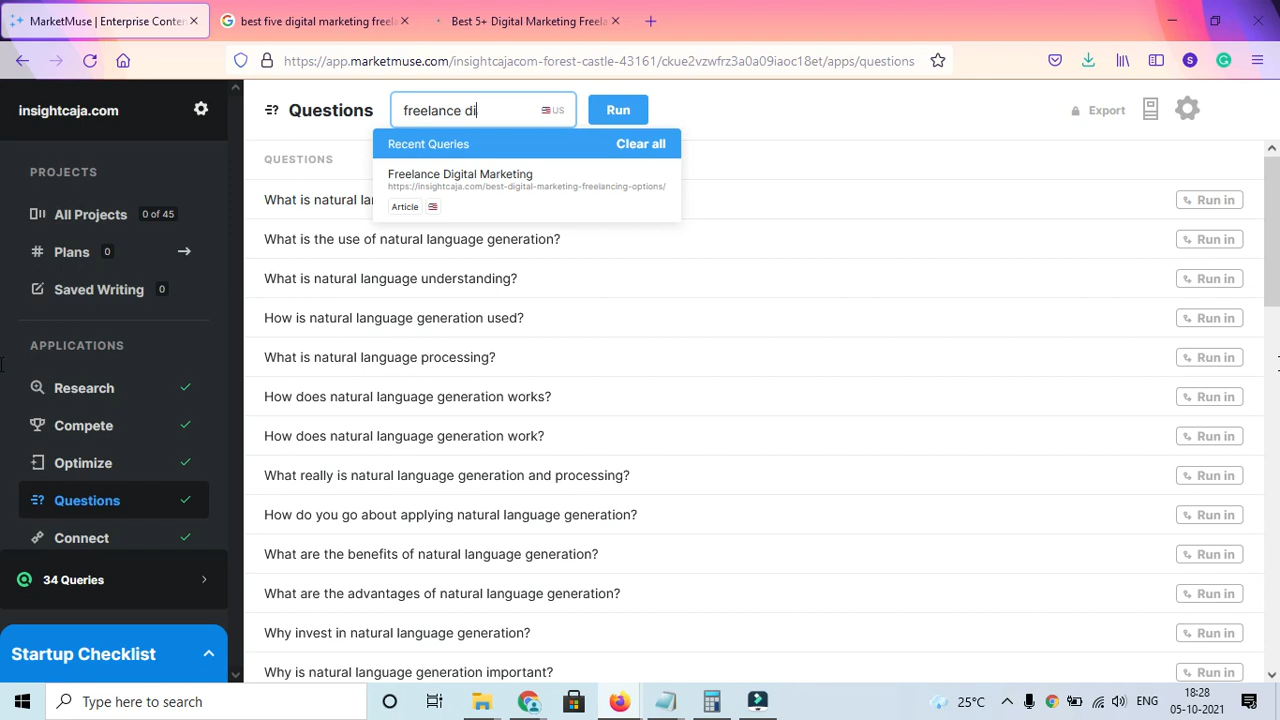 MarketMuse | Enterprise Conten
best five digital marketing freel
Best 5+ Digital Marketing Freela
https://app.marketmuse.com/insightcajacom-forest-castle-43161/ckue2vzwfrz3a0a09iaoc18et/apps/questions
insightcaja.com
Questions
freelance di
US
Run
Export
Recent Queries
Clear all
Freelance Digital Marketing
https://insightcaja.com/best-digital-marketing-freelancing-options/
Article
PROJECTS
All Projects
0 of 45
Plans
0
Saved Writing
0
APPLICATIONS
Research
Compete
Optimize
Questions
Connect
34 Queries
Startup Checklist
QUESTIONS
What is natural la
Run in
What is the use of natural language generation?
Run in
What is natural language understanding?
Run in
How is natural language generation used?
Run in
What is natural language processing?
Run in
How does natural language generation works?
Run in
How does natural language generation work?
Run in
What really is natural language generation and processing?
Run in
How do you go about applying natural language generation?
Run in
What are the benefits of natural language generation?
Run in
What are the advantages of natural language generation?
Run in
Why invest in natural language generation?
Run in
Why is natural language generation important?
Run in
Type here to search
25°C
ENG
18:28
05-10-2021